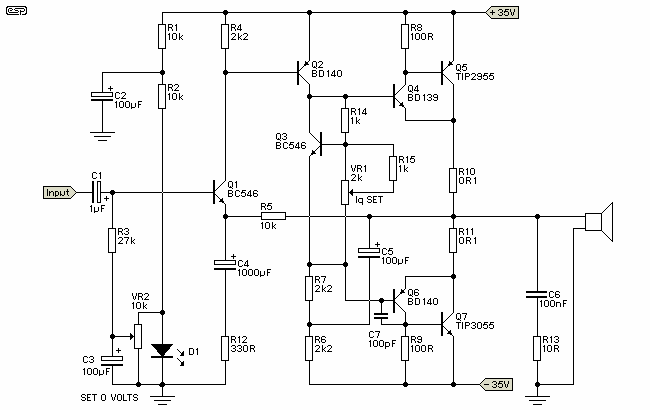 esp
+ 35V
R1
10k
R4
2k2
R8
100R
Q2
BD140
Q5
TIP2955
R2
10k
C2
100µF
Q4
BD139
R14
1k
Q3
BC546
R15
1k
VR1
2k
Iq SET
R10
0R1
Input
C1
1µF
Q1
BC546
R5
10k
R3
27k
R11
0R1
C5
100µF
C4
1000µF
R7
2k2
Q6
BD140
C6
100nF
VR2
10k
C7
100pF
Q7
TIP3055
D1
R12
330R
R6
2k2
R9
100R
R13
10R
C3
100µF
SET 0 VOLTS
- 35V